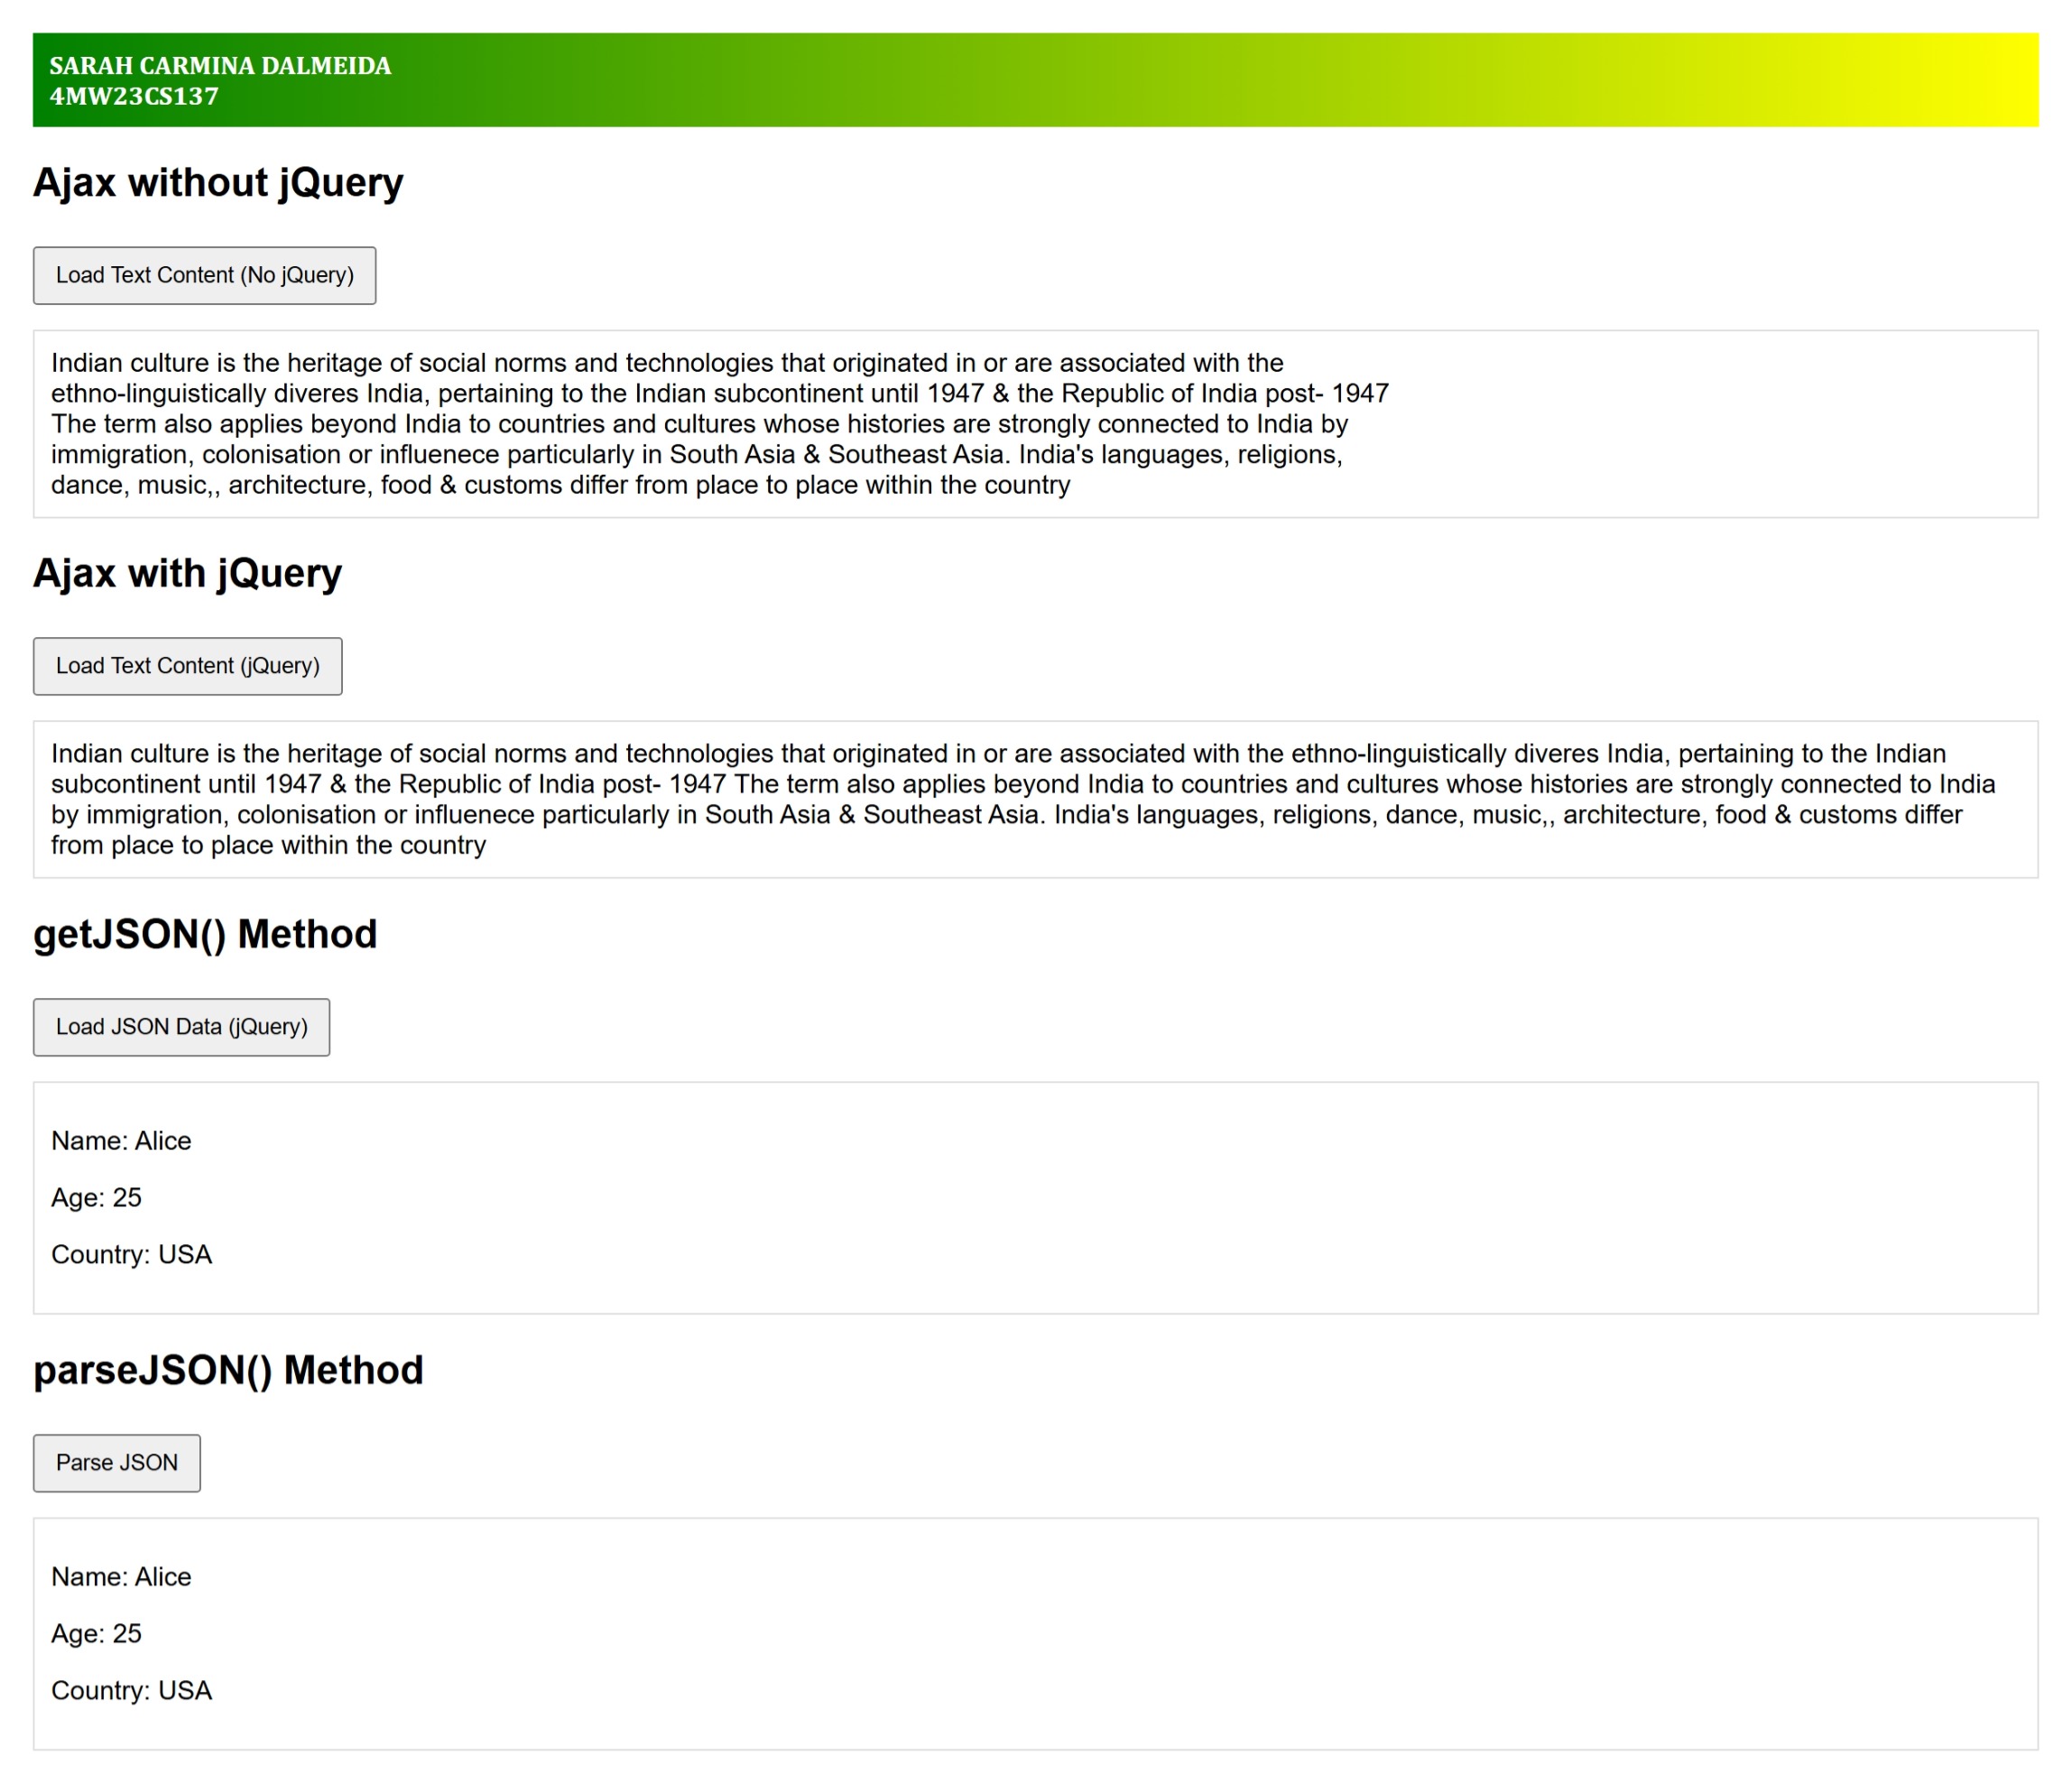 SARAH CARMINA DALMEIDA
4MW23CS137
Ajax without jQuery
Load Text Content (No jQuery)
Indian culture is the heritage of social norms and technologies that originated in or are associated with the
ethno-linguistically diveres India, pertaining to the Indian subcontinent until 1947 & the Republic of India post- 1947
The term also applies beyond India to countries and cultures whose histories are strongly connected to India by
immigration, colonisation or influenece particularly in South Asia & Southeast Asia. India's languages, religions,
dance, music,, architecture, food & customs differ from place to place within the country
Ajax with jQuery
Load Text Content (jQuery)
Indian culture is the heritage of social norms and technologies that originated in or are associated with the ethno-linguistically diveres India, pertaining to the Indian
subcontinent until 1947 & the Republic of India post- 1947 The term also applies beyond India to countries and cultures whose histories are strongly connected to India
by immigration, colonisation or influenece particularly in South Asia & Southeast Asia. India's languages, religions, dance, music,, architecture, food & customs differ
from place to place within the country
getJSON() Method
Load JSON Data (jQuery)
Name: Alice
Age: 25
Country: USA
parseJSON() Method
Parse JSON
Name: Alice
Age: 25
Country: USA